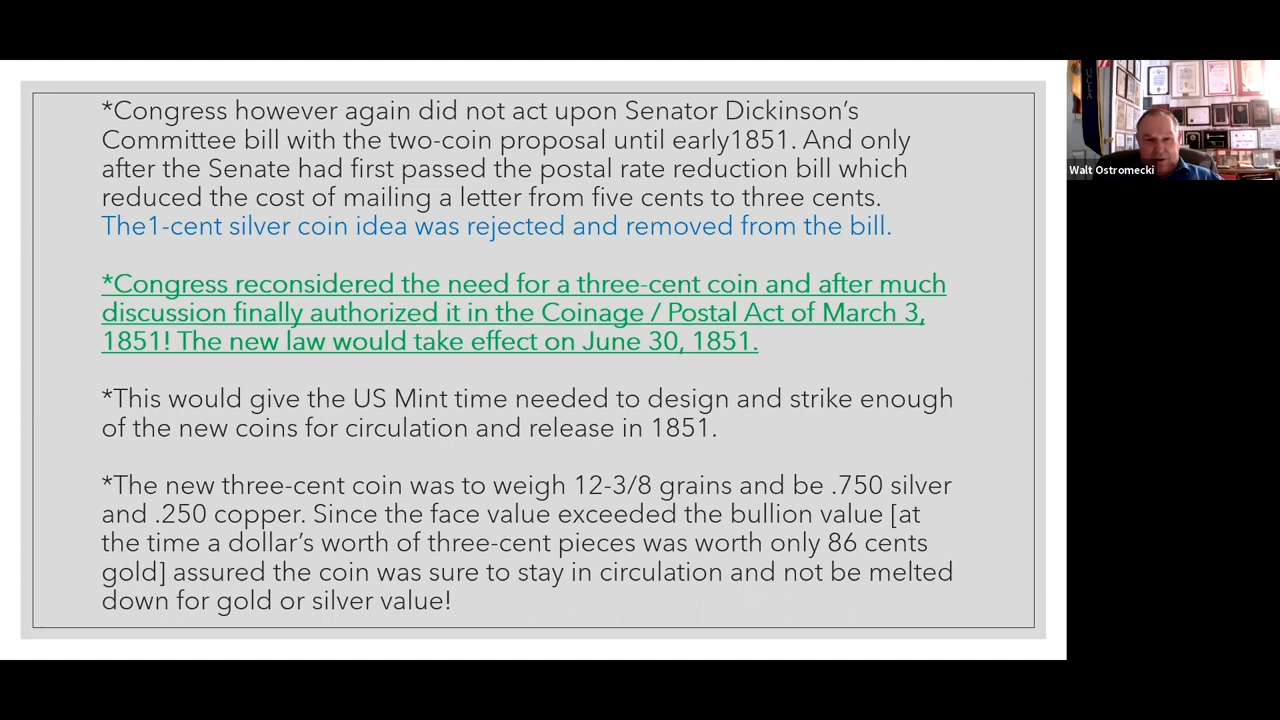 *Congress however again did not act upon Senator Dickinson's
Committee bill with the two-coin proposal until early1851. And only
after the Senate had fiıst passed the postal rate reduction bill which
reduced the cost of mailing a letter from five cents to three cents.
The1-cent silver coin idea was rejected and removed from the bill.
*Congress reconsidered the need for a three-cent coin and after much
discussion finally authorized it in the Coinage / Postal Act of March 3,
1851! The new law would take effect on June 30, 1851.
*This would give the US Mint time needed to design and strike enough
of the new coins for circulation and release in 1851.
*The new three-cent coin was to weigh 12-3/8 grains and be .750 silver
and .250 copper. Since the face value exceeded the bullion value [at
the time a dollar's worth of three-cent pieces was worth only 86 cents
gold] assured the coin was sure to stay in circulation and not be melted
down for gold or silver value!
UCLA
Walt Ostromecki